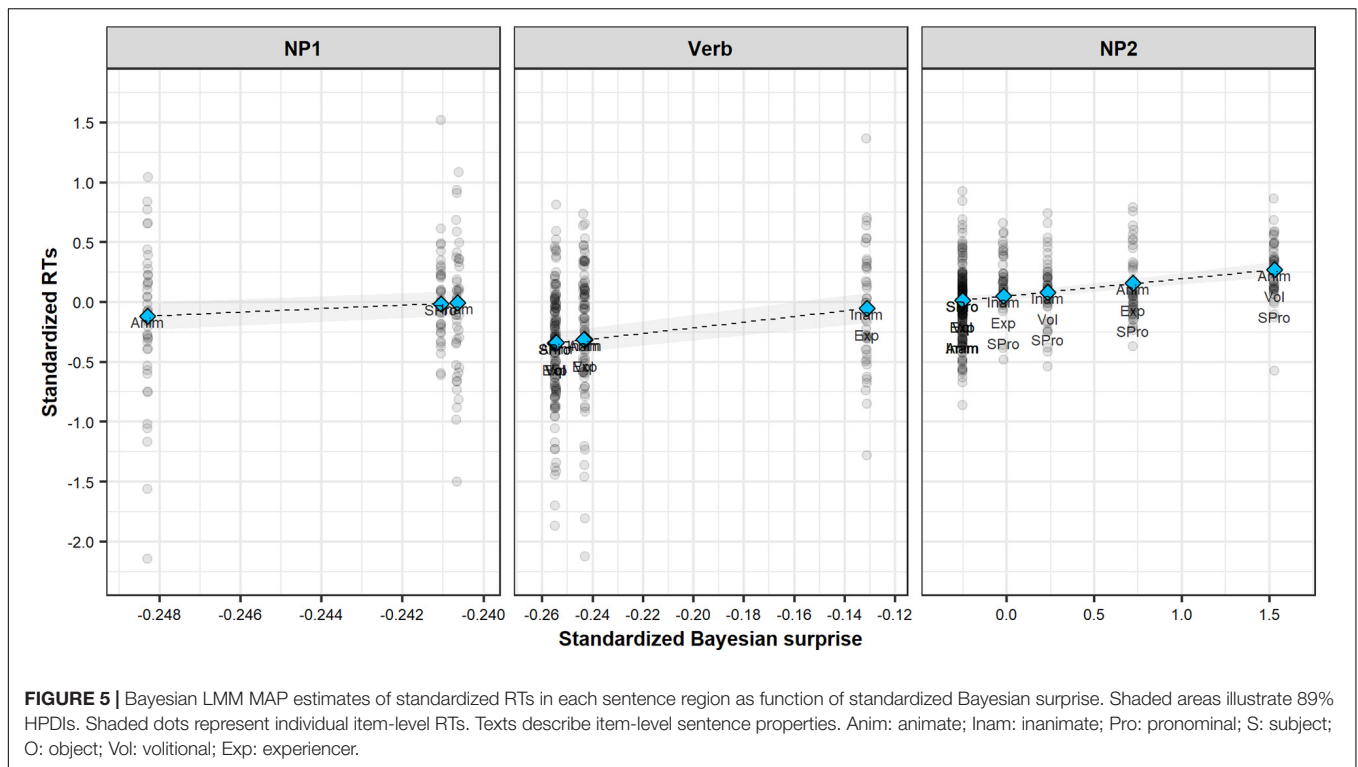 NP1 Verb NP2
1.5
1.0
0.5
0.0
-0.5
-1.0
-1.5
-2.0
Standardized RTs
Anim
SPro
Anim
Inam
Exp
Inam
Exp
SPro
Inam
Vol
SPro
Anim
Exp
SPro
Anim
Vol
SPro
-0.248 -0.246 -0.244 -0.242 -0.240 -0.26 -0.24 -0.22 -0.20 -0.18 -0.16 -0.14 -0.12 0.0 0.5 1.0 1.5
Standardized Bayesian surprise
FIGURE 5 | Bayesian LMM MAP estimates of standardized RTs in each sentence region as function of standardized Bayesian surprise. Shaded areas illustrate 89%
HPDIs. Shaded dots represent individual item-level RTs. Texts describe item-level sentence properties. Anim: animate; Inam: inanimate; Pro: pronominal; S: subject;
O: object; Vol: volitional; Exp: experiencer.